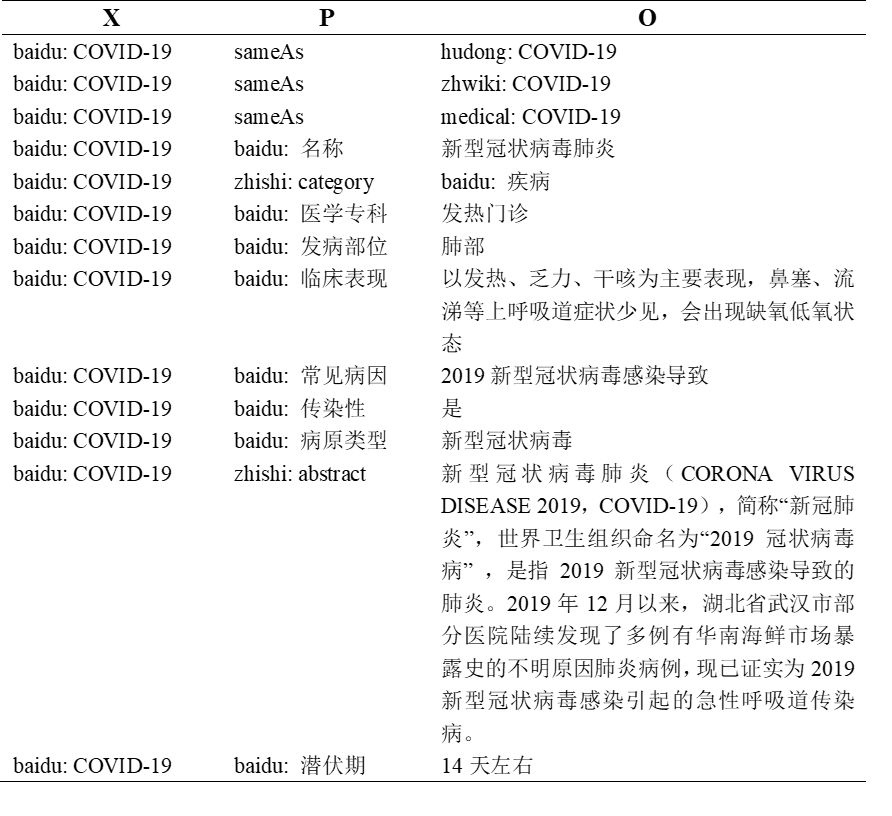 X P O
baidu: COVID-19 sameAs hudong: COVID-19
baidu: COVID-19 sameAs zhwiki: COVID-19
baidu: COVID-19 sameAs medical: COVID-19
baidu: COVID-19 baidu: 名称 新型冠状病毒肺炎
baidu: COVID-19 zhishi: category baidu: 疾病
baidu: COVID-19 baidu: 医学专科 发热门诊
baidu: COVID-19 baidu: 发病部位 肺部
baidu: COVID-19 baidu: 临床表现 以发热、乏力、干咳为主要表现，鼻塞、流
涕等上呼吸道症状少见，会出现缺氧低氧状
态
baidu: COVID-19 baidu: 常见病因 2019 新型冠状病毒感染导致
baidu: COVID-19 baidu: 传染性 是
baidu: COVID-19 baidu: 病原类型 新型冠状病毒
baidu: COVID-19 zhishi: abstract 新型冠状病毒肺炎（CORONA VIRUS
DISEASE 2019，COVID-19），简称“新冠肺
炎”，世界卫生组织命名为“2019 冠状病毒
病” ，是指 2019 新型冠状病毒感染导致的
肺炎。2019 年 12 月以来，湖北省武汉市部
分医院陆续发现了多例有华南海鲜市场暴
露史的不明原因肺炎病例，现已证实为 2019
新型冠状病毒感染引起的急性呼吸道传染
病。
baidu: COVID-19 baidu: 潜伏期 14 天左右